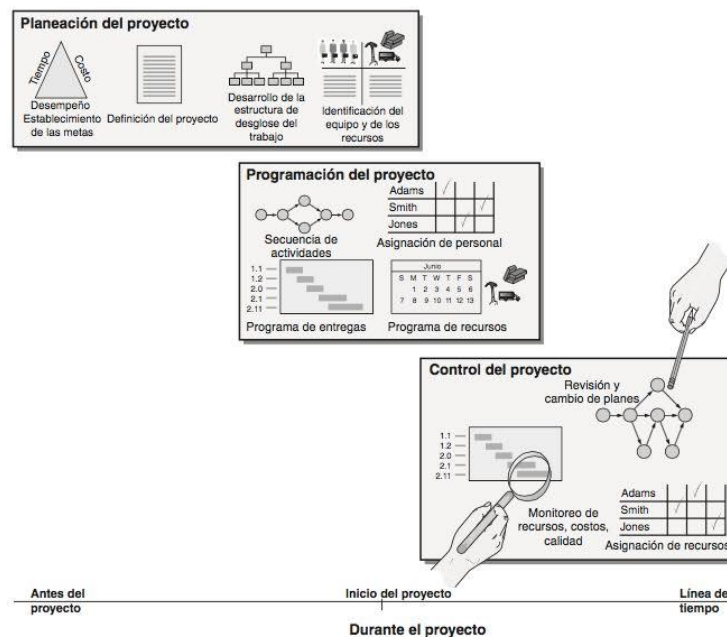 Planeación del proyecto
Tiempo
Costo
Desempeño
Establecimiento
de las metas
Definición del proyecto
Desarrollo de la
estructura de
desglose del
trabajo
Identificación del
equipo y de los
recursos
Programación del proyecto
Secuencia de
actividades
Adams
Smith
Jones
Asignación de personal
1.1
1.2
2.0
2.1
2.11
Programa de entregas
Junio
S M T W T F S
1 2 3 4 5 6
7 8 9 10 11 12 13
Programa de recursos
Control del proyecto
Revisión y
cambio de planes
1.1
1.2
2.0
2.1
2.11
Monitoreo de
recursos, costos,
calidad
Adams
Smith
Jones
Asignación de recursos
Antes del
proyecto
Inicio del proyecto
Línea de
tiempo
Durante el proyecto